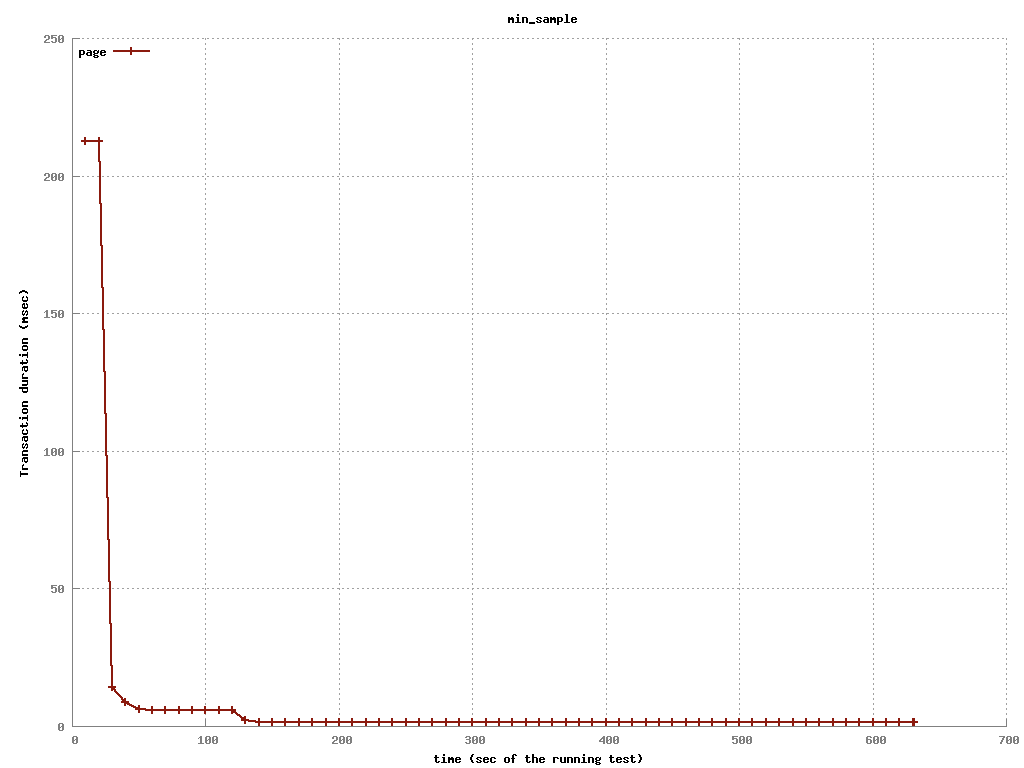 min_sample
page
250
200
150
100
50
0
Transaction duration (msec)
0 100 200 300 400 500 600 700
time (sec of the running test)